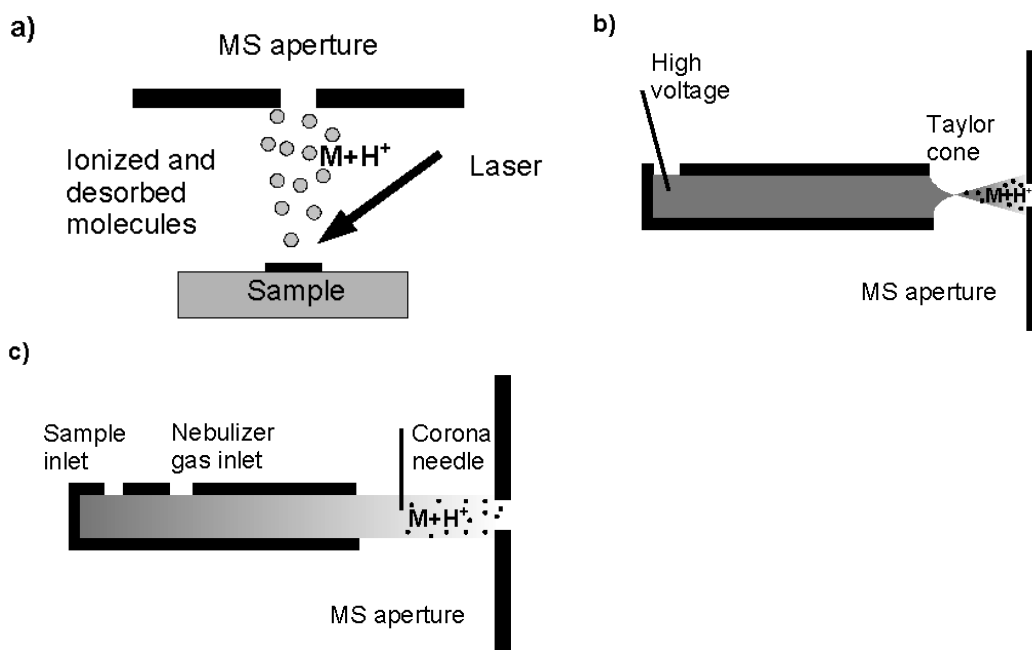 a)
MS aperture
Ionized and
desorbed
molecules
M+H⁺
Laser
Sample
b)
High
voltage
Taylor
cone
M+H⁺
MS aperture
c)
Sample
inlet
Nebulizer
gas inlet
Corona
needle
M+H⁺
MS aperture